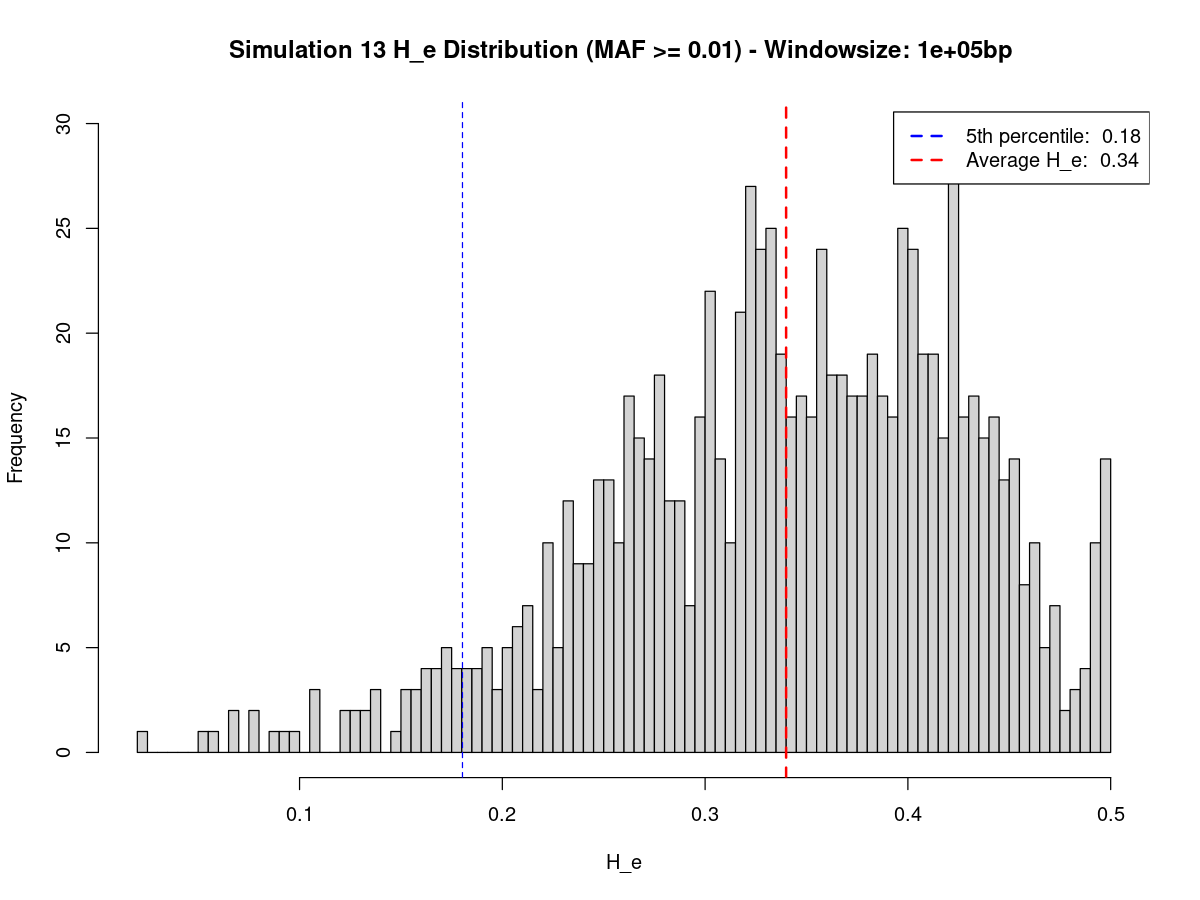 Simulation 13 H_e Distribution (MAF >= 0.01) - Windowsize: 1e+05bp
5th percentile: 0.18
Average H_e: 0.34
Frequency
30
25
20
15
10
5
0
0.1 0.2 0.3 0.4 0.5
H_e